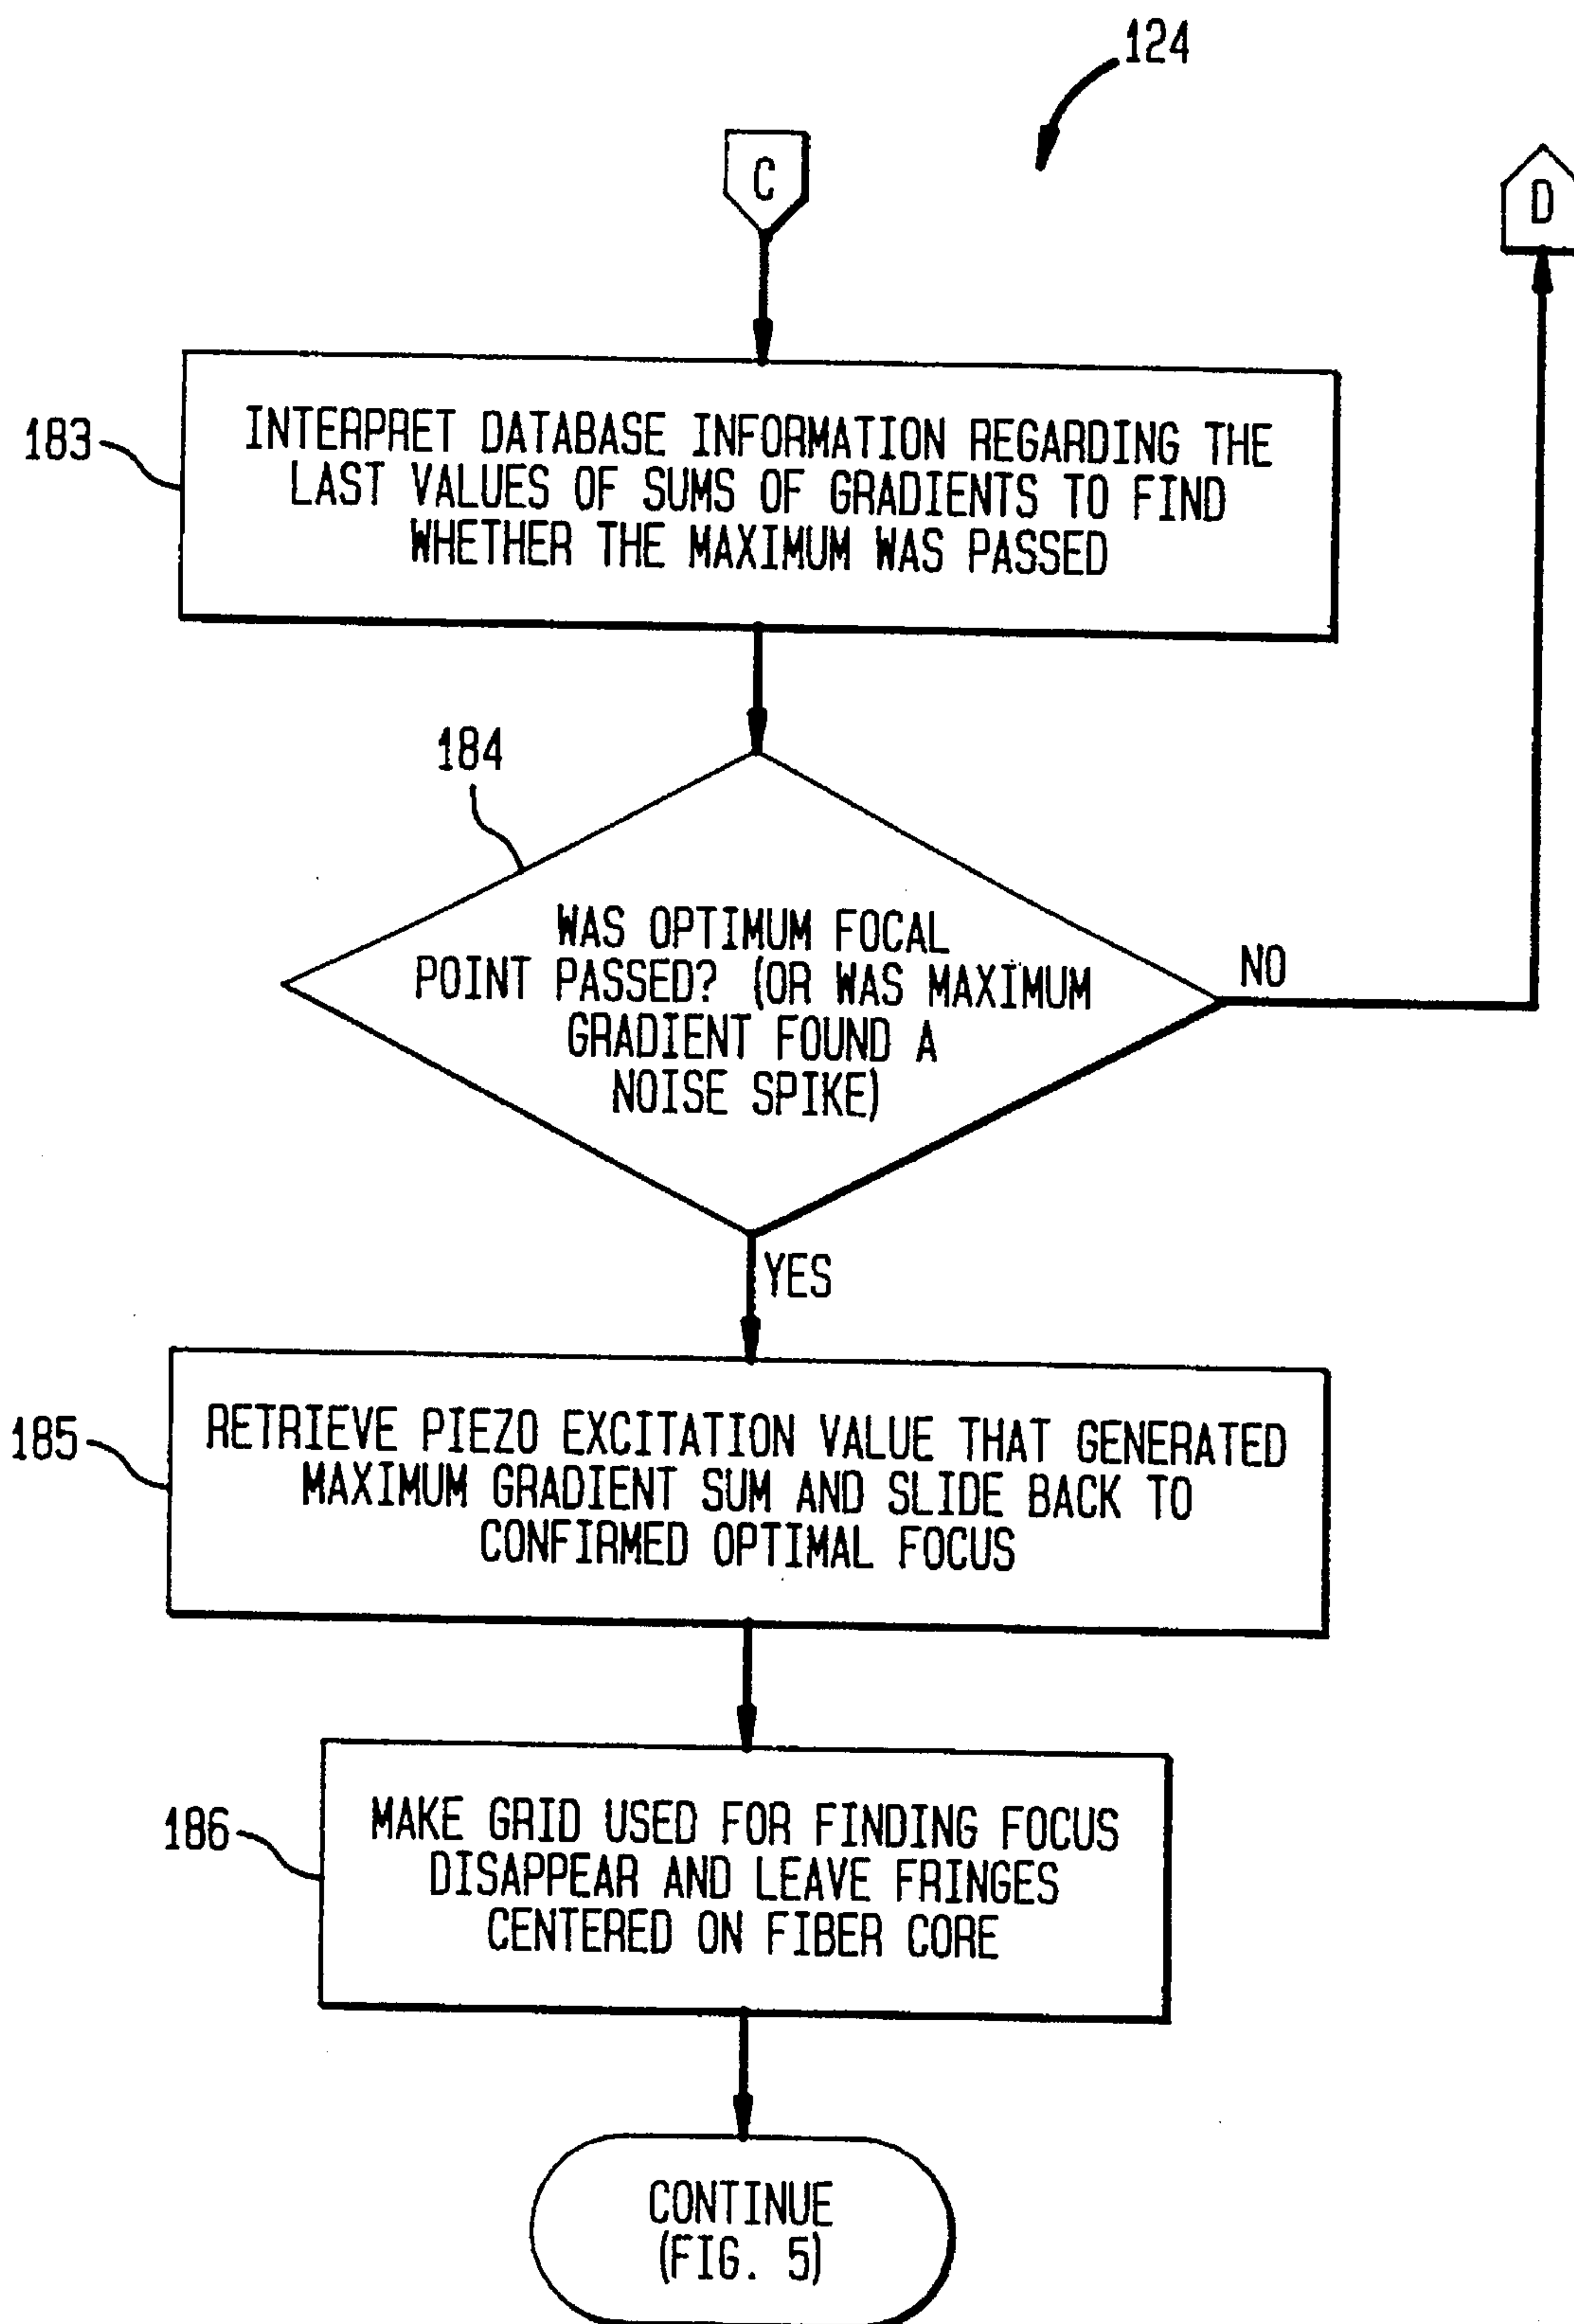 124
C
D
183
INTERPRET DATABASE INFORMATION REGARDING THE
LAST VALUES OF SUMS OF GRADIENTS TO FIND
WHETHER THE MAXIMUM WAS PASSED
184
WAS OPTIMUM FOCAL
POINT PASSED? (OR WAS MAXIMUM
GRADIENT FOUND A
NOISE SPIKE)
NO
YES
185
RETRIEVE PIEZO EXCITATION VALUE THAT GENERATED
MAXIMUM GRADIENT SUM AND SLIDE BACK TO
CONFIRMED OPTIMAL FOCUS
186
MAKE GRID USED FOR FINDING FOCUS
DISAPPEAR AND LEAVE FRINGES
CENTERED ON FIBER CORE
CONTINUE
(FIG. 5)